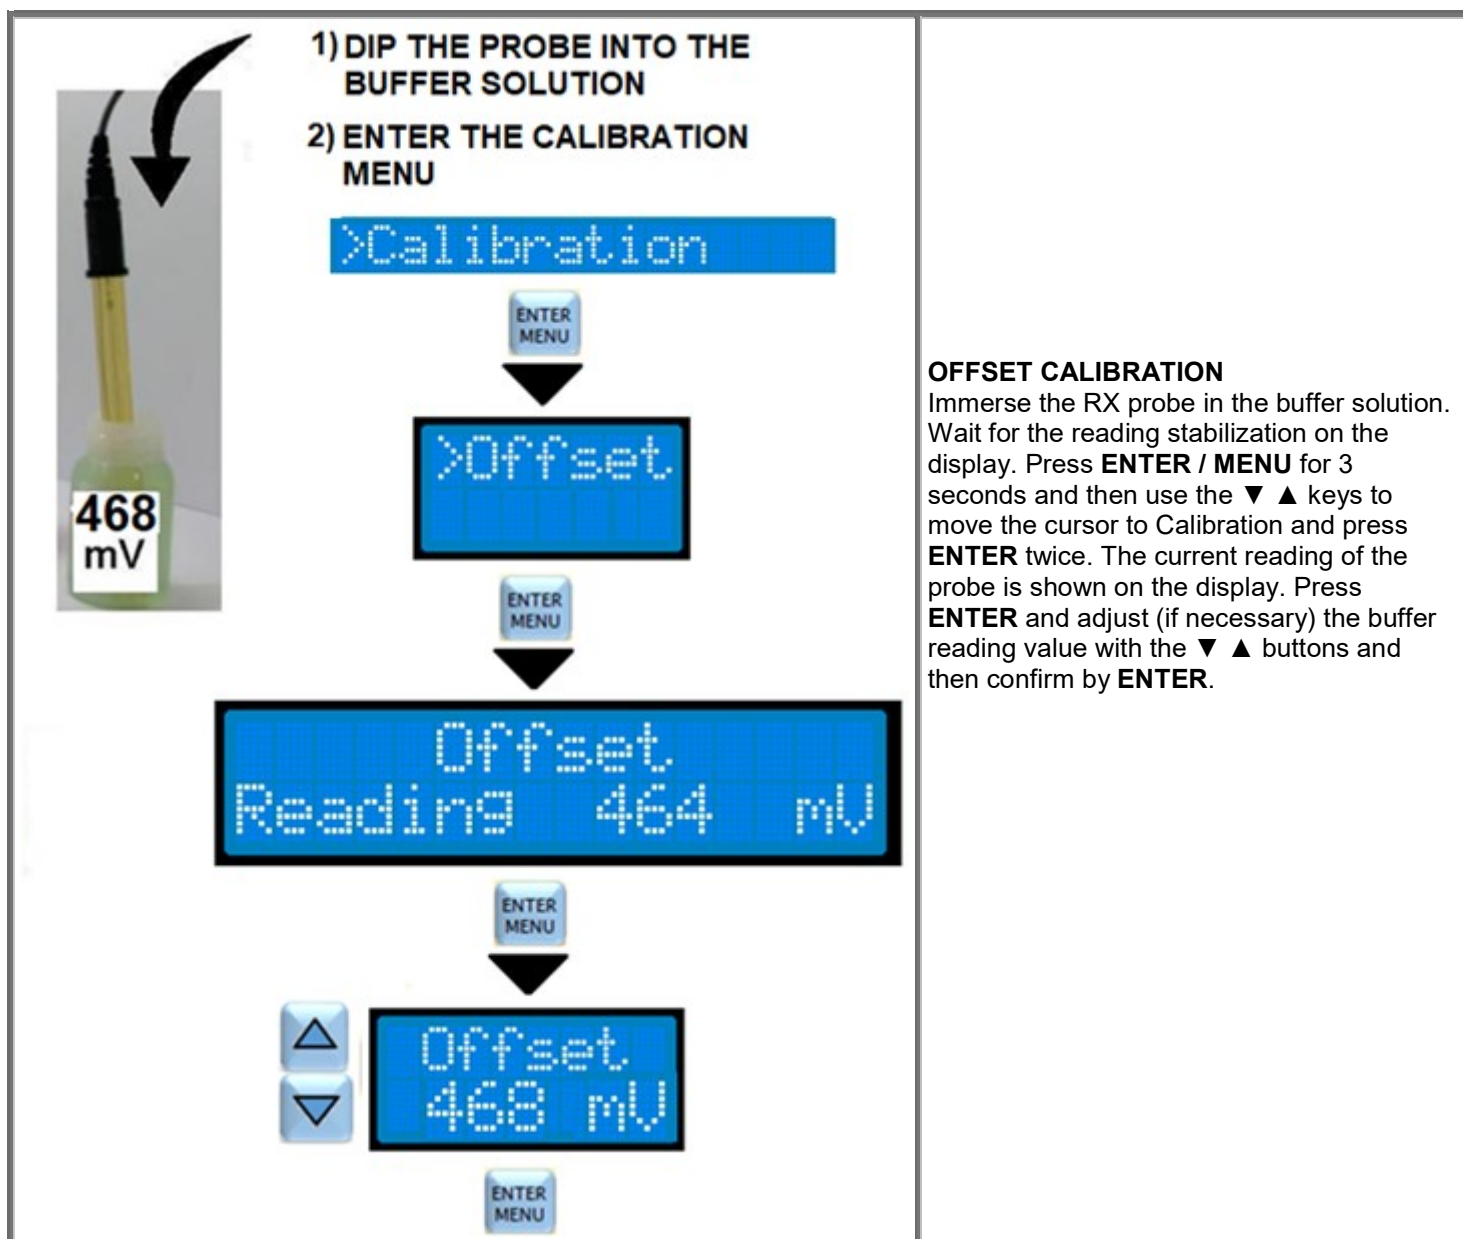 1) DIP THE PROBE INTO THE
BUFFER SOLUTION
2) ENTER THE CALIBRATION
MENU
468
mV
>Calibration
ENTER
MENU
>Offset
ENTER
MENU
Offset
Reading 464 mV
ENTER
MENU
Offset
468 mV
ENTER
MENU
OFFSET CALIBRATION
Immerse the RX probe in the buffer solution.
Wait for the reading stabilization on the
display. Press ENTER / MENU for 3
seconds and then use the ▼ ▲ keys to
move the cursor to Calibration and press
ENTER twice. The current reading of the
probe is shown on the display. Press
ENTER and adjust (if necessary) the buffer
reading value with the ▼ ▲ buttons and
then confirm by ENTER.